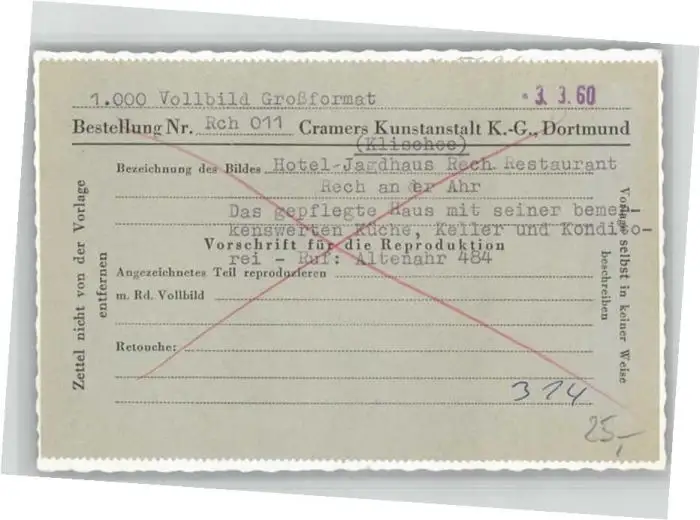 1.000 Vollbild Großformat 3. 3. 60
Bestellung Nr. Rch 011 Cramers Kunstanstalt K.-G., Dortmund
(Klischee)
Bezeichnung des Bildes Hotel-Jagdhaus Rech Restaurant
Rech an er Ahr
Das gepflegte Haus mit seiner bemer-
kenswerten Küche, Keller und Kondito-
Vorschrift für die Reproduktion
rei - Ruf: Altenahr 484
Angezeichnetes Teil reproduzieren
m. Rd. Vollbild
Retouche:
314
25,-
Zettel nicht von der Vorlage
entfernen
Vorlage selbst in keiner Weise
beschreiben